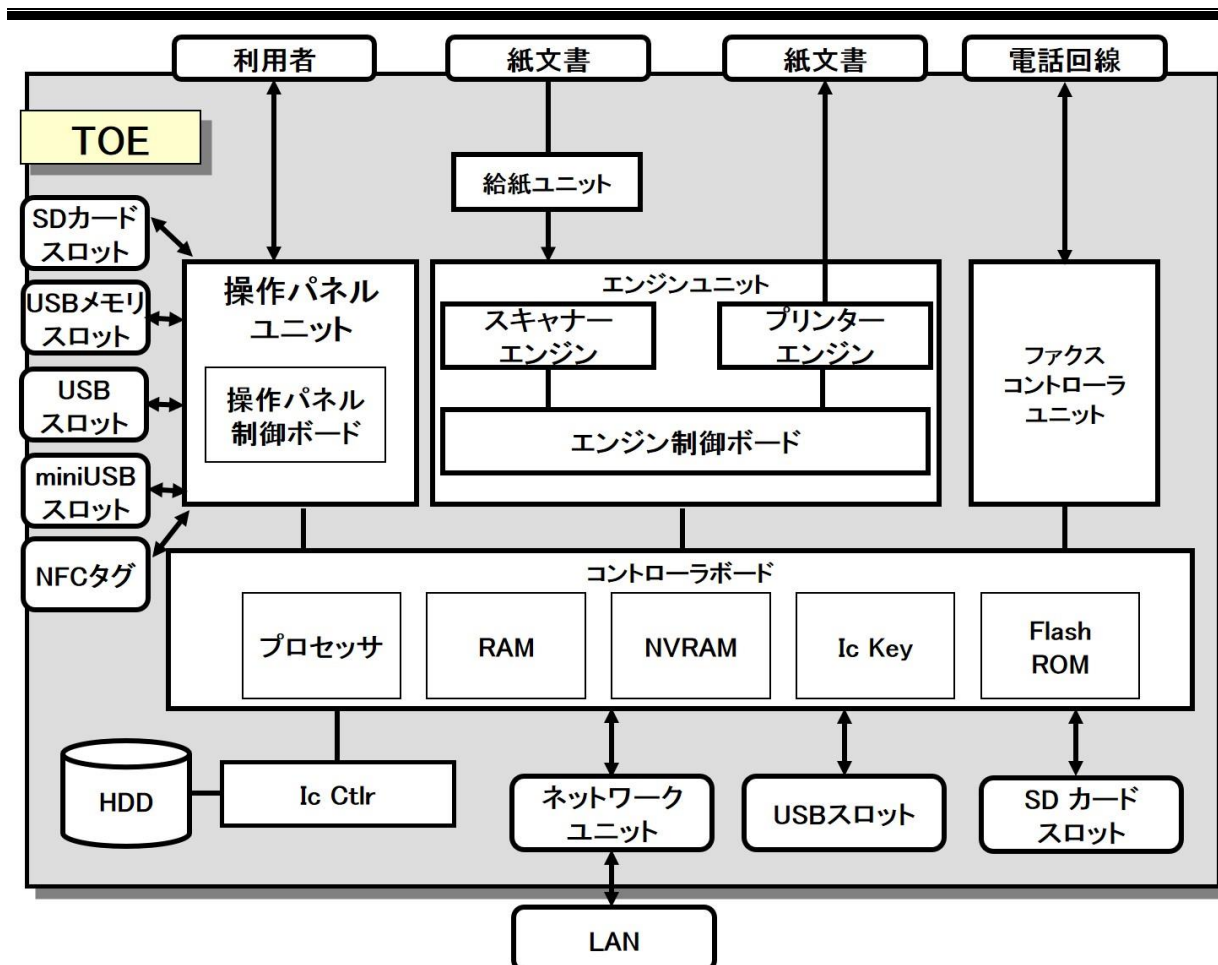 利用者
紙文書
紙文書
電話回線
TOE
給紙ユニット
SDカード
スロット
USBメモリ
スロット
USB
スロット
miniUSB
スロット
NFCタグ
操作パネル
ユニット
操作パネル
制御ボード
エンジンユニット
スキャナー
エンジン
プリンター
エンジン
エンジン制御ボード
ファクス
コントローラ
ユニット
コントローラボード
プロセッサ
RAM
NVRAM
Ic Key
Flash
ROM
HDD
Ic Ctlr
ネットワーク
ユニット
USBスロット
SD カード
スロット
LAN